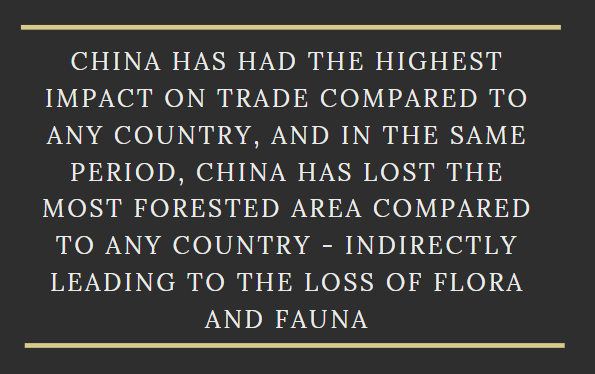 CHINA HAS HAD THE HIGHEST
IMPACT ON TRADE COMPARED TO
ANY COUNTRY, AND IN THE SAME
PERIOD, CHINA HAS LOST THE
MOST FORESTED AREA COMPARED
TO ANY COUNTRY - INDIRECTLY
LEADING TO THE LOSS OF FLORA
AND FAUNA